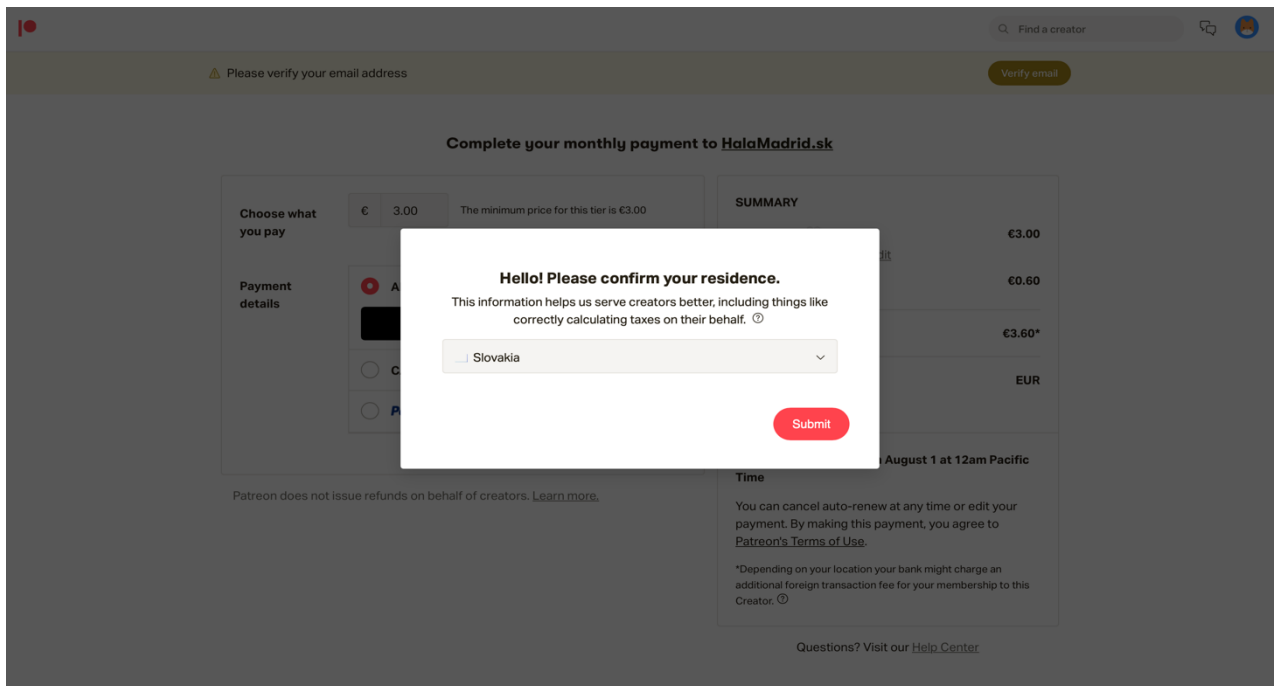 Find a creator
Please verify your email address
Verify email
Complete your monthly payment to HalaMadrid.sk
Choose what
you pay
€ 3.00
The minimum price for this tier is €3.00
Payment
details
SUMMARY
€3.00
€0.60
€3.60*
EUR
Hello! Please confirm your residence.
This information helps us serve creators better, including things like
correctly calculating taxes on their behalf.
Slovakia
Submit
August 1 at 12am Pacific
Time
You can cancel auto-renew at any time or edit your
payment. By making this payment, you agree to
Patreon's Terms of Use.
*Depending on your location your bank might charge an
additional foreign transaction fee for your membership to this
Creator.
Patreon does not issue refunds on behalf of creators. Learn more.
Questions? Visit our Help Center